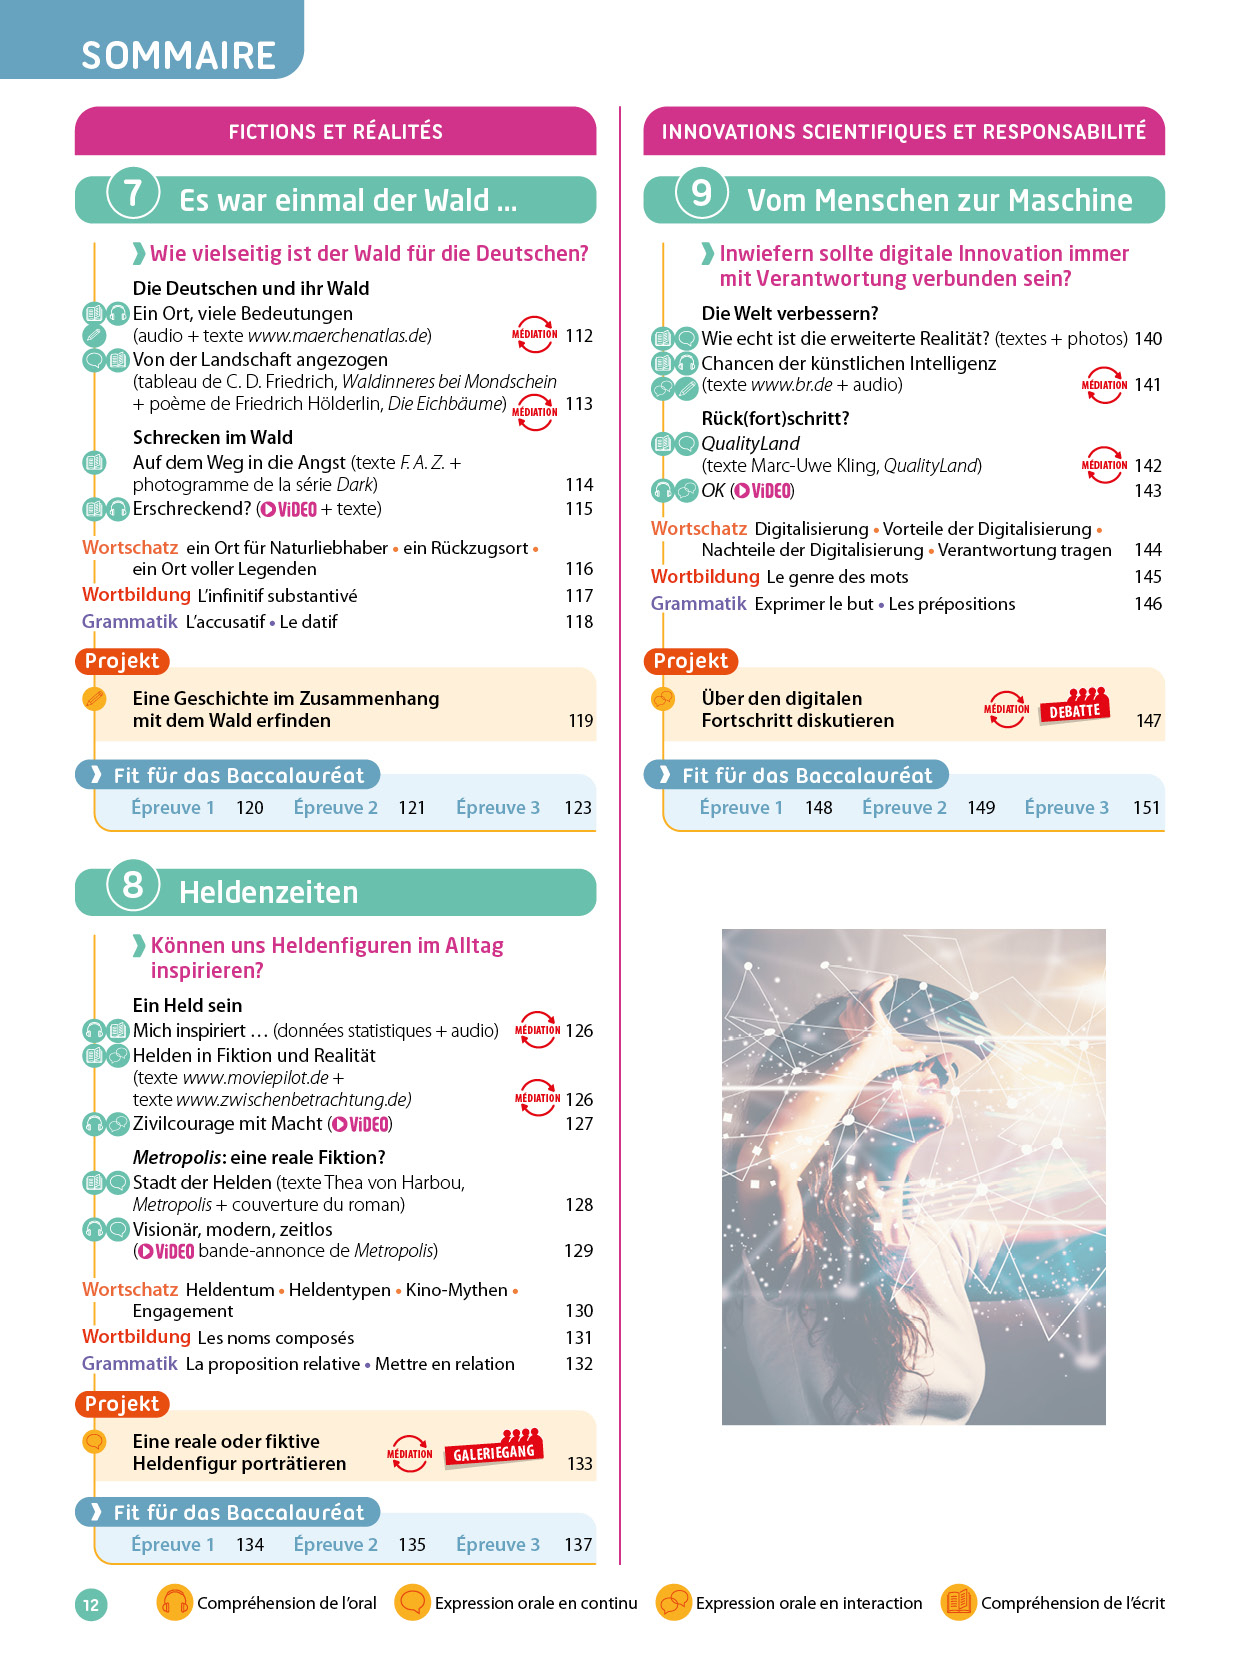 SOMMAIRE
FICTIONS ET RÉALITÉS
7 Es war einmal der Wald ...
Wie vielseitig ist der Wald für die Deutschen?
Die Deutschen und ihr Wald
Ein Ort, viele Bedeutungen
(audio + texte www.maerchenatlas.de) MÉDIATION 112
Von der Landschaft angezogen
(tableau de C. D. Friedrich, Waldinneres bei Mondschein
+ poème de Friedrich Hölderlin, Die Eichbäume) MÉDIATION 113
Schrecken im Wald
Auf dem Weg in die Angst (texte F. A. Z. +
photogramme de la série Dark) 114
Erschreckend? (VIDEO + texte) 115
Wortschatz ein Ort für Naturliebhaber • ein Rückzugsort •
ein Ort voller Legenden 116
Wortbildung L'infinitif substantivé 117
Grammatik L'accusatif • Le datif 118
Projekt
Eine Geschichte im Zusammenhang
mit dem Wald erfinden 119
Fit für das Baccalauréat
Épreuve 1 120 Épreuve 2 121 Épreuve 3 123
8 Heldenzeiten
Können uns Heldenfiguren im Alltag
inspirieren?
Ein Held sein
Mich inspiriert … (données statistiques + audio) MÉDIATION 126
Helden in Fiktion und Realität
(texte www.moviepilot.de +
texte www.zwischenbetrachtung.de) MÉDIATION 126
Zivilcourage mit Macht (VIDEO) 127
Metropolis: eine reale Fiktion?
Stadt der Helden (texte Thea von Harbou,
Metropolis + couverture du roman) 128
Visionär, modern, zeitlos
(VIDEO bande-annonce de Metropolis) 129
Wortschatz Heldentum • Heldentypen • Kino-Mythen •
Engagement 130
Wortbildung Les noms composés 131
Grammatik La proposition relative • Mettre en relation 132
Projekt
Eine reale oder fiktive
Heldenfigur porträtieren MÉDIATION GALERIEGANG 133
Fit für das Baccalauréat
Épreuve 1 134 Épreuve 2 135 Épreuve 3 137
INNOVATIONS SCIENTIFIQUES ET RESPONSABILITÉ
9 Vom Menschen zur Maschine
Inwiefern sollte digitale Innovation immer
mit Verantwortung verbunden sein?
Die Welt verbessern?
Wie echt ist die erweiterte Realität? (textes + photos) 140
Chancen der künstlichen Intelligenz
(texte www.br.de + audio) MÉDIATION 141
Rück(fort)schritt?
QualityLand
(texte Marc-Uwe Kling, QualityLand) MÉDIATION 142
OK (VIDEO) 143
Wortschatz Digitalisierung • Vorteile der Digitalisierung •
Nachteile der Digitalisierung • Verantwortung tragen 144
Wortbildung Le genre des mots 145
Grammatik Exprimer le but • Les prépositions 146
Projekt
Über den digitalen
Fortschritt diskutieren MÉDIATION DEBATTE 147
Fit für das Baccalauréat
Épreuve 1 148 Épreuve 2 149 Épreuve 3 151
12 Compréhension de l'oral Expression orale en continu Expression orale en interaction Compréhension de l'écrit